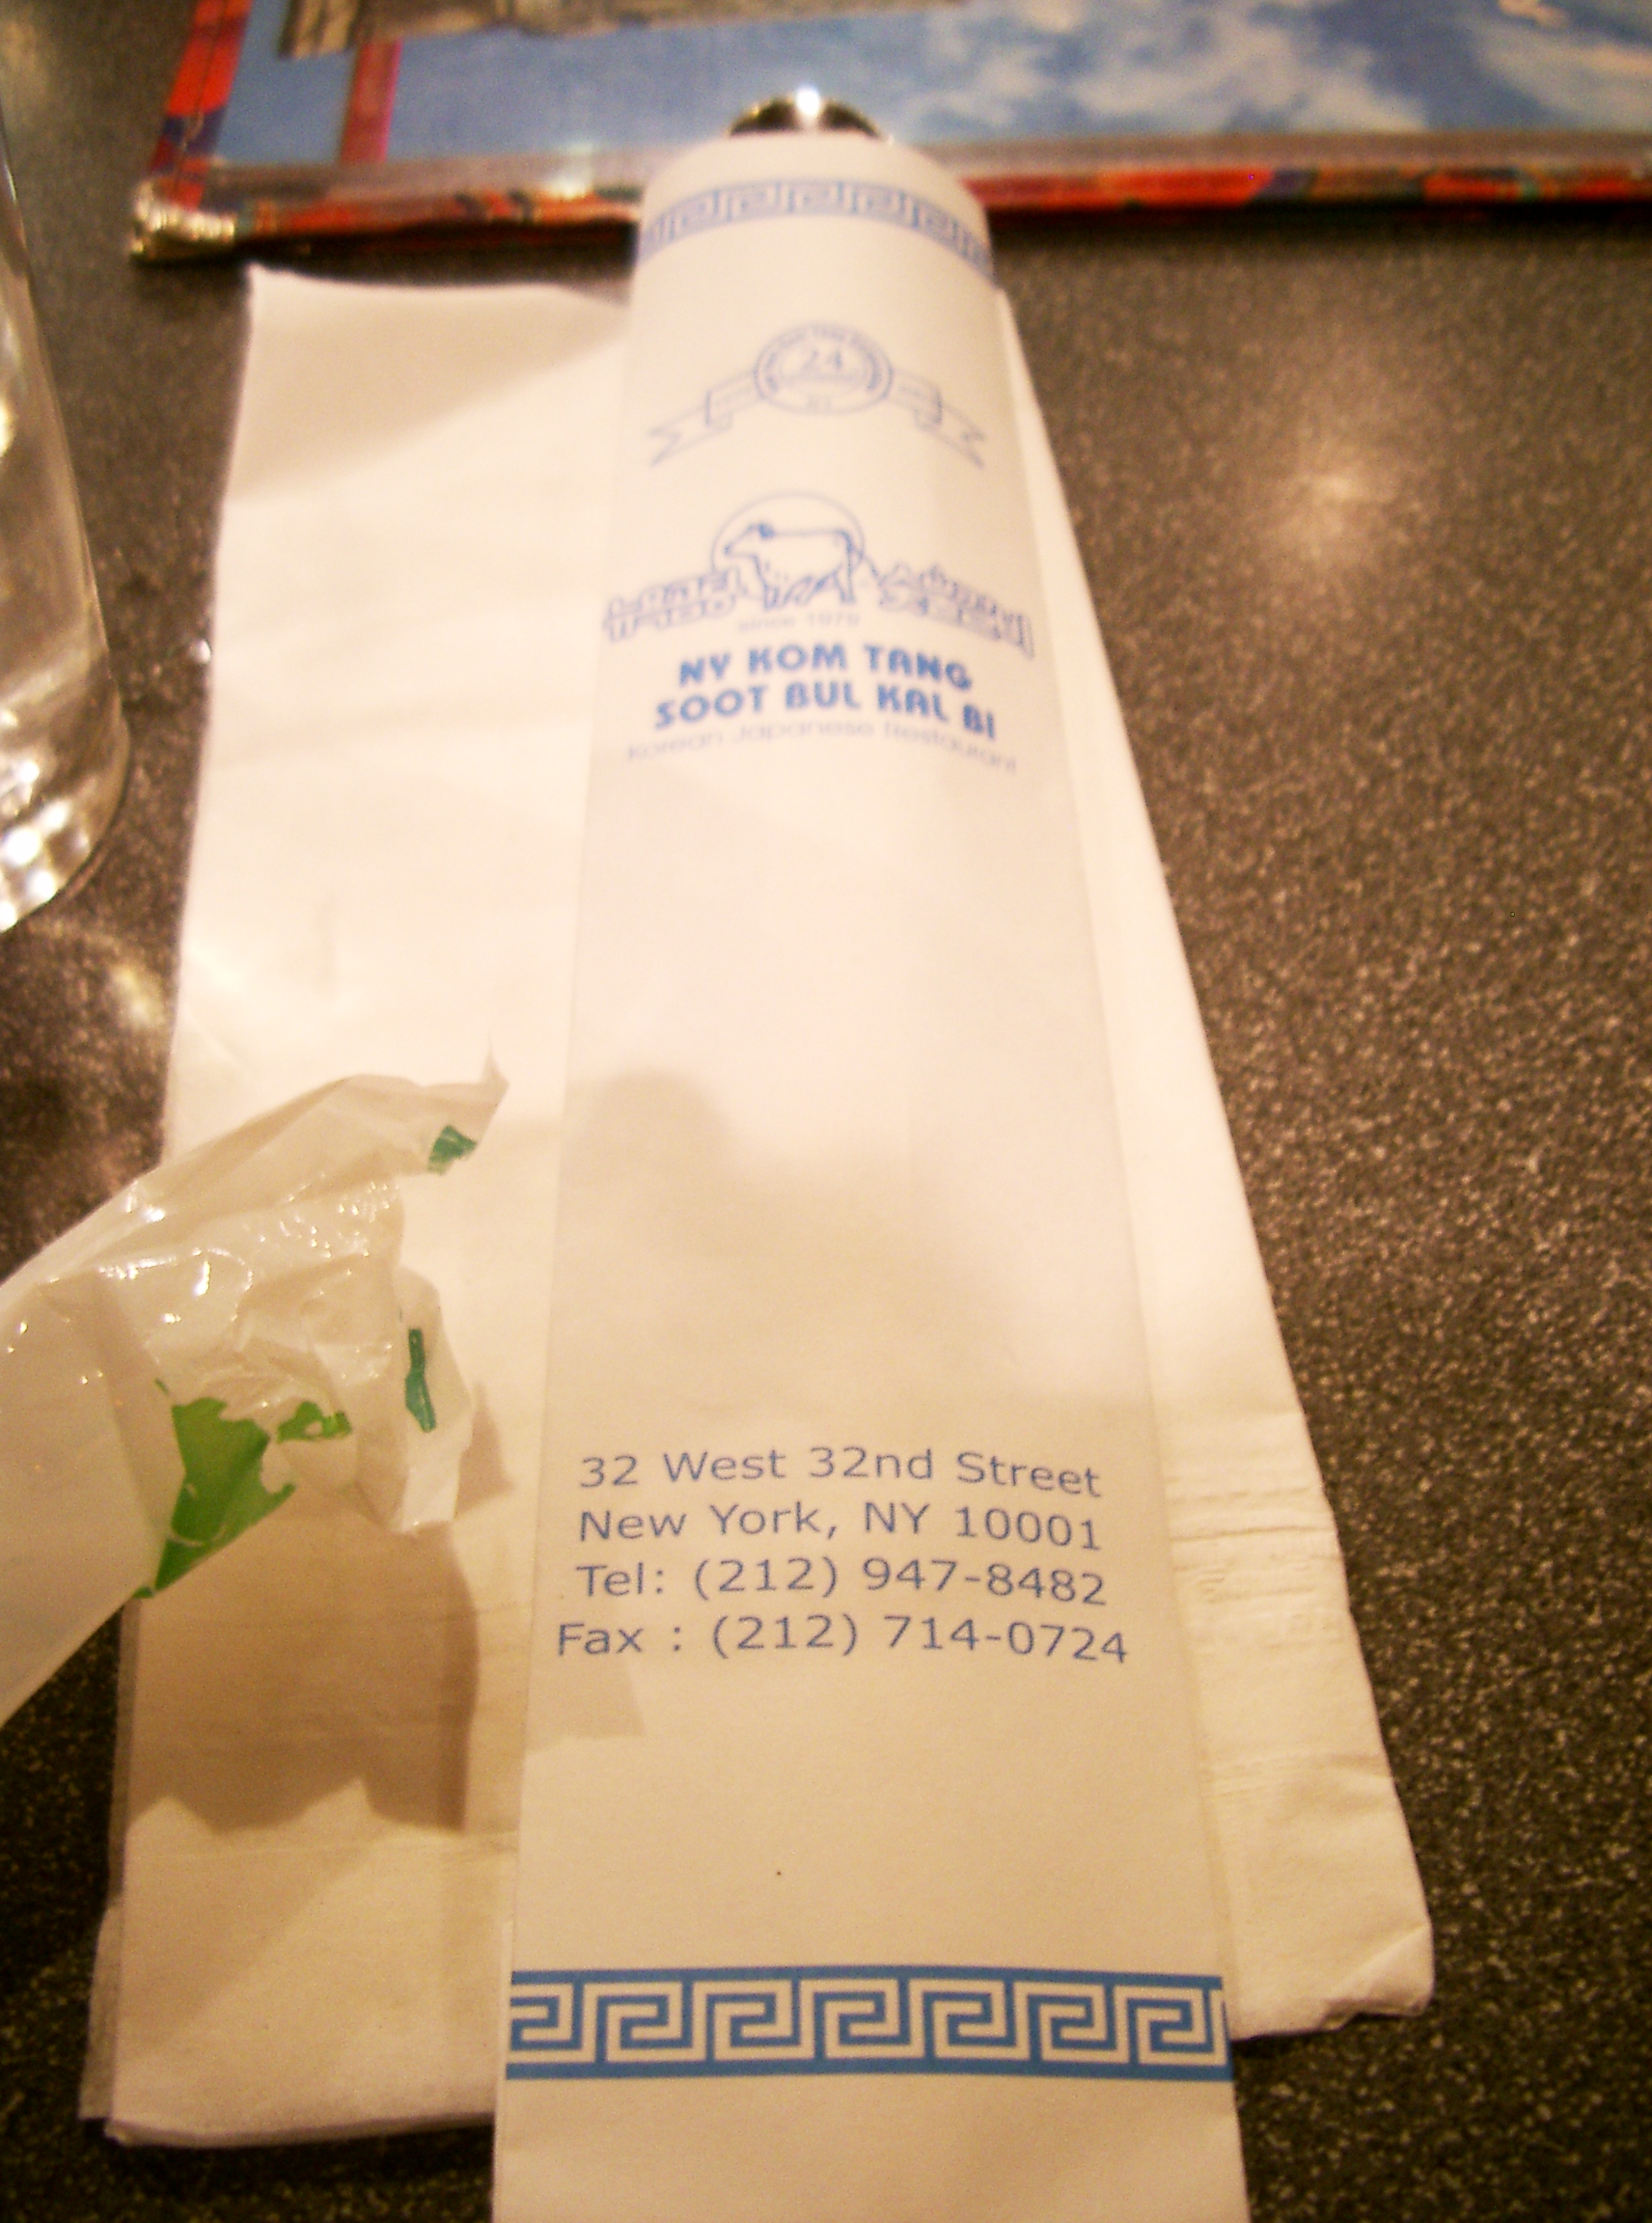 24
since 1979
NY KOM TANG
SOOT BUL KAL BI
Korean Japanese Restaurant
32 West 32nd Street
New York, NY 10001
Tel: (212) 947-8482
Fax : (212) 714-0724